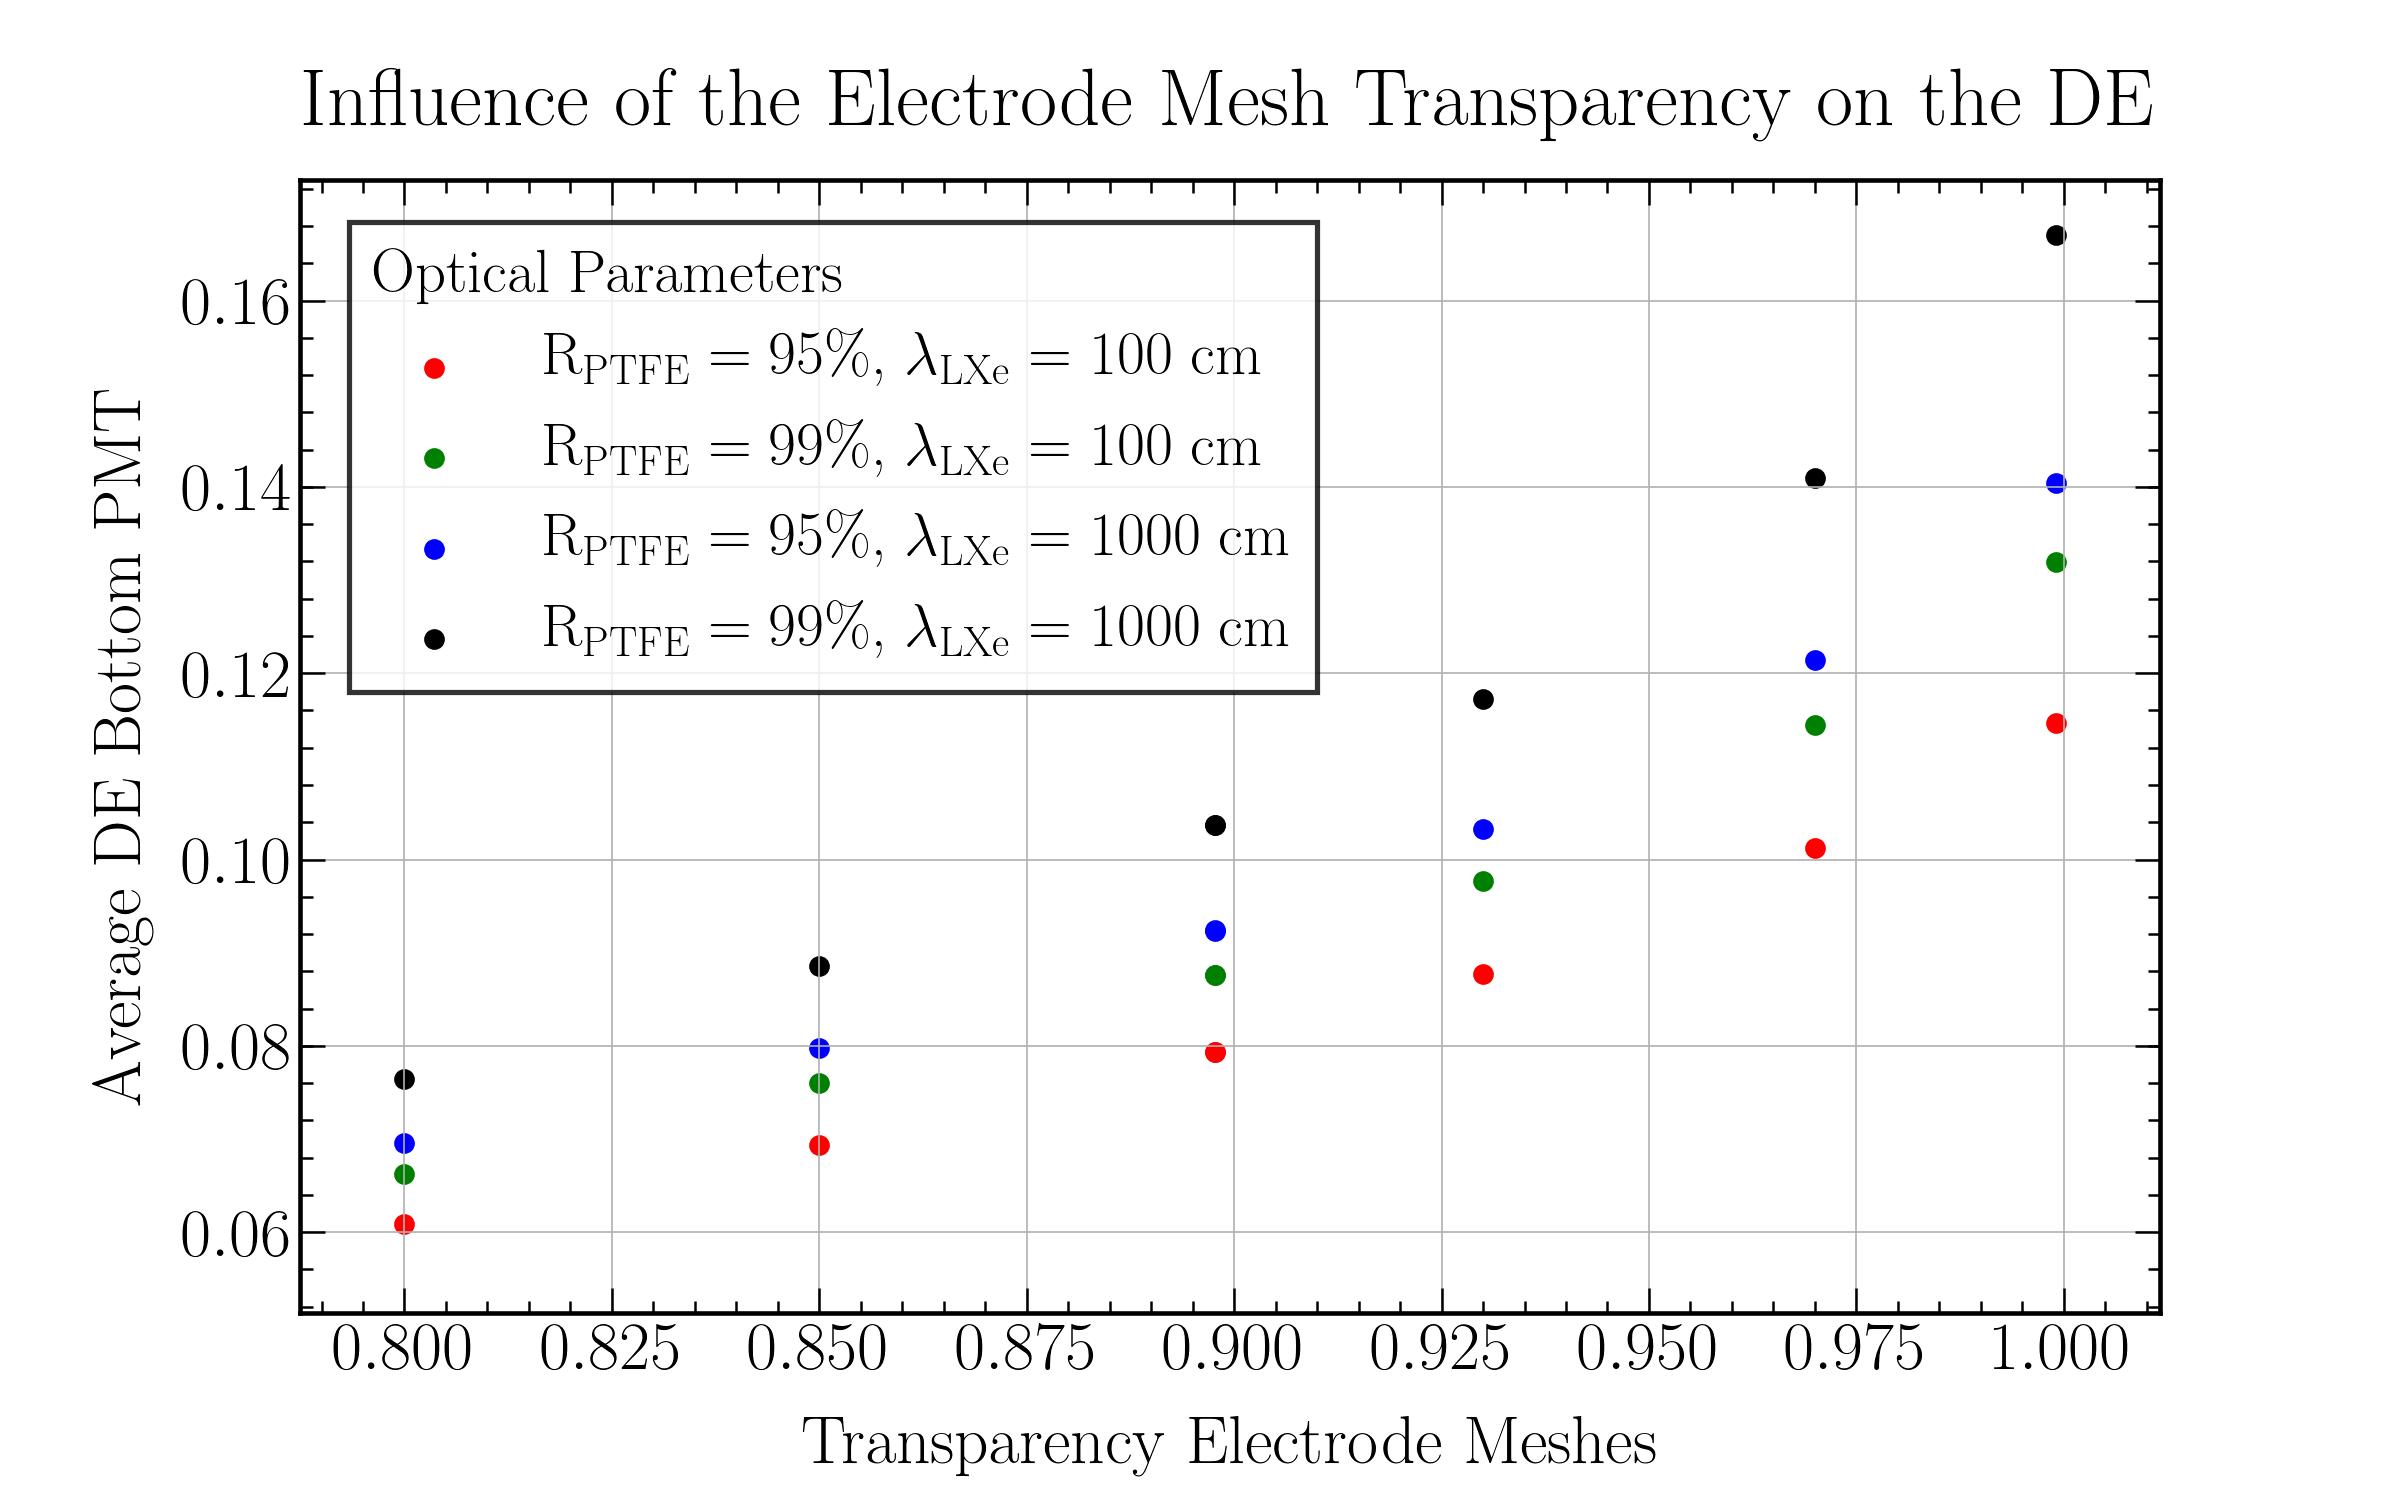 Influence of the Electrode Mesh Transparency on the DE
Optical Parameters
R_PTFE = 95%, λ_LXe = 100 cm
R_PTFE = 99%, λ_LXe = 100 cm
R_PTFE = 95%, λ_LXe = 1000 cm
R_PTFE = 99%, λ_LXe = 1000 cm
Average DE Bottom PMT
0.16
0.14
0.12
0.10
0.08
0.06
0.800 0.825 0.850 0.875 0.900 0.925 0.950 0.975 1.000
Transparency Electrode Meshes